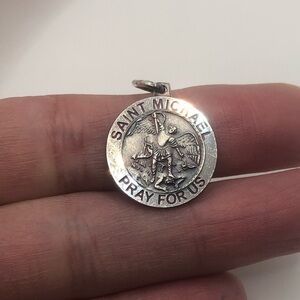 SAINT MICHAEL
PRAY FOR US